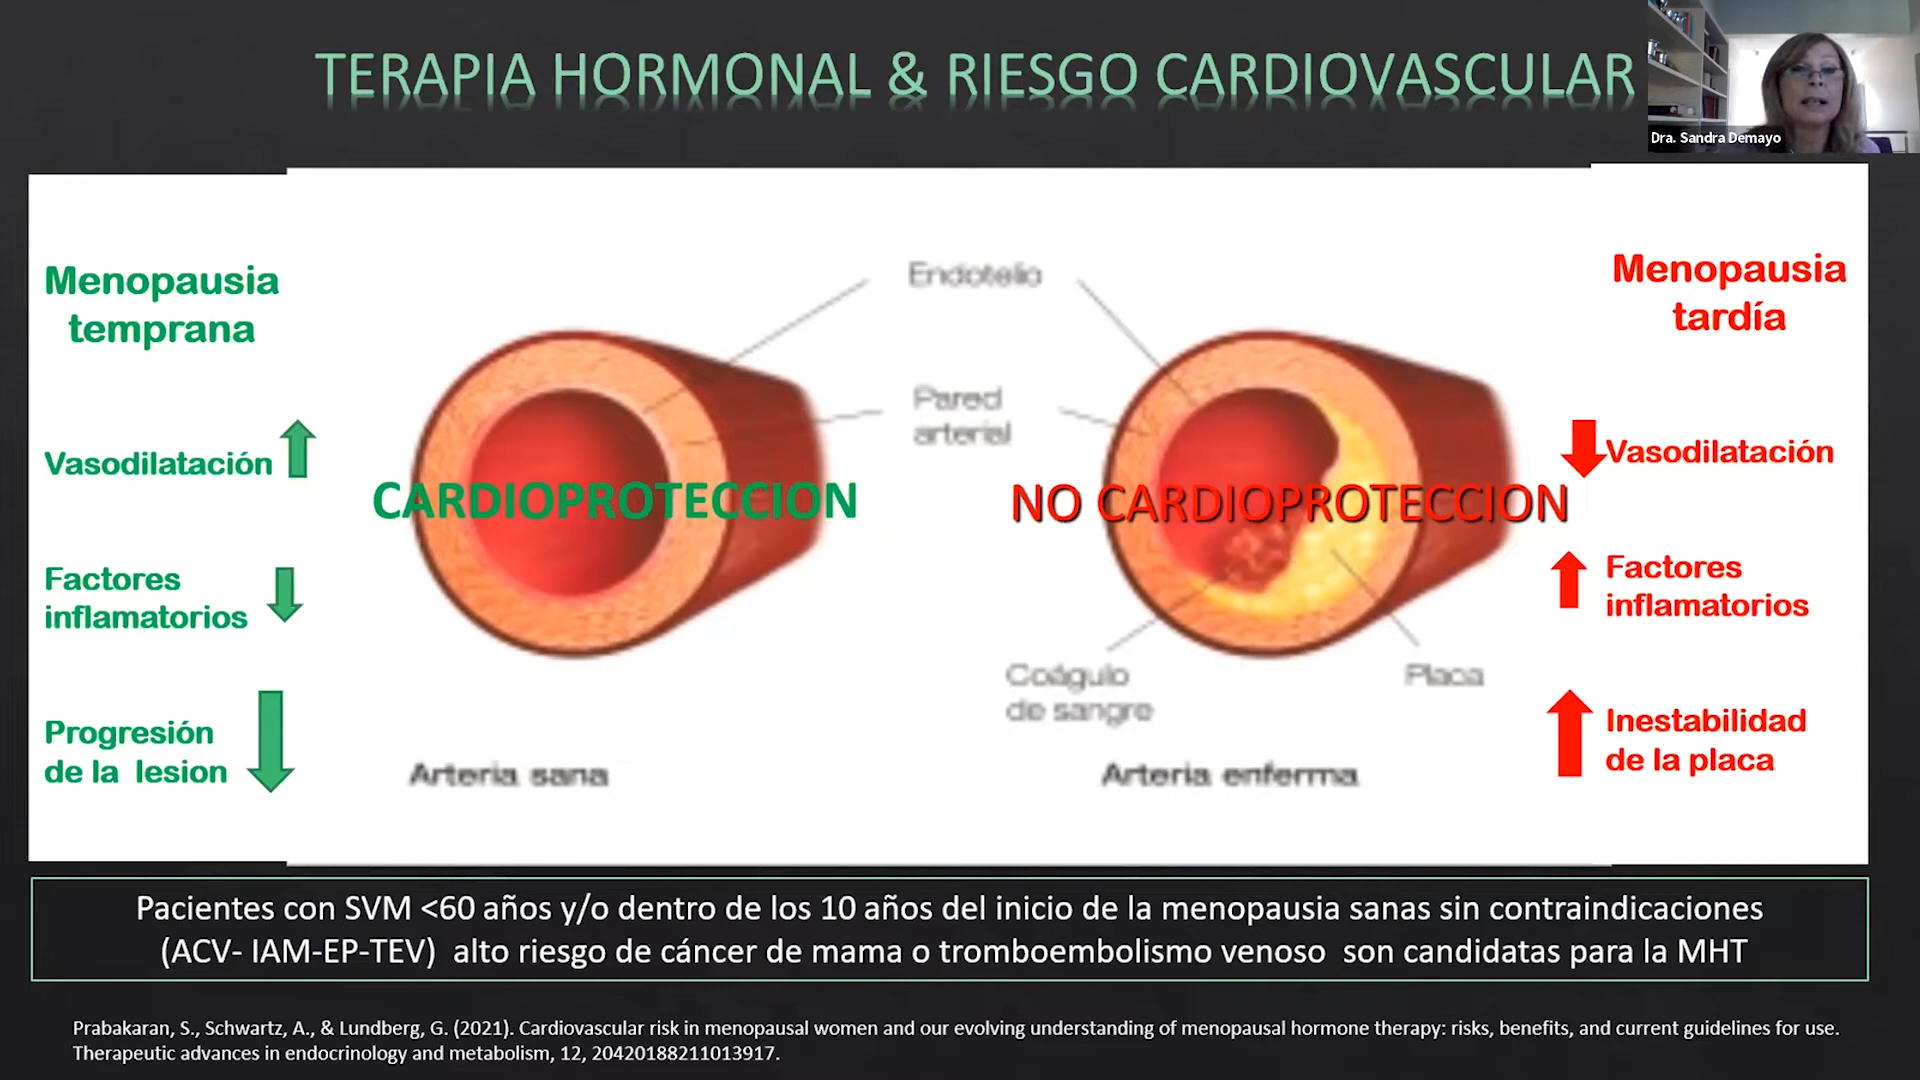 TERAPIA HORMONAL & RIESGO CARDIOVASCULAR
Dra. Sandra Demayo
Menopausia
temprana
Vasodilatación
Factores
inflamatorios
Progresión
de la lesion
Endotelio
Pared
arterial
CARDIOPROTECCION
NO CARDIOPROTECCION
Coágulo
de sangre
Placa
Arteria sana
Arteria enferma
Menopausia
tardía
Vasodilatación
Factores
inflamatorios
Inestabilidad
de la placa
Pacientes con SVM <60 años y/o dentro de los 10 años del inicio de la menopausia sanas sin contraindicaciones
(ACV- IAM-EP-TEV) alto riesgo de cáncer de mama o tromboembolismo venoso son candidatas para la MHT
Prabakaran, S., Schwartz, A., & Lundberg, G. (2021). Cardiovascular risk in menopausal women and our evolving understanding of menopausal hormone therapy: risks, benefits, and current guidelines for use.
Therapeutic advances in endocrinology and metabolism, 12, 20420188211013917.